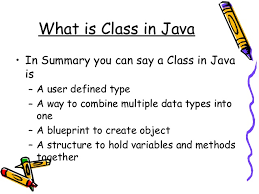 What is Class in Java
• In Summary you can say a Class in Java
is
– A user defined type
– A way to combine multiple data types into
one
– A blueprint to create object
– A structure to hold variables and methods
together